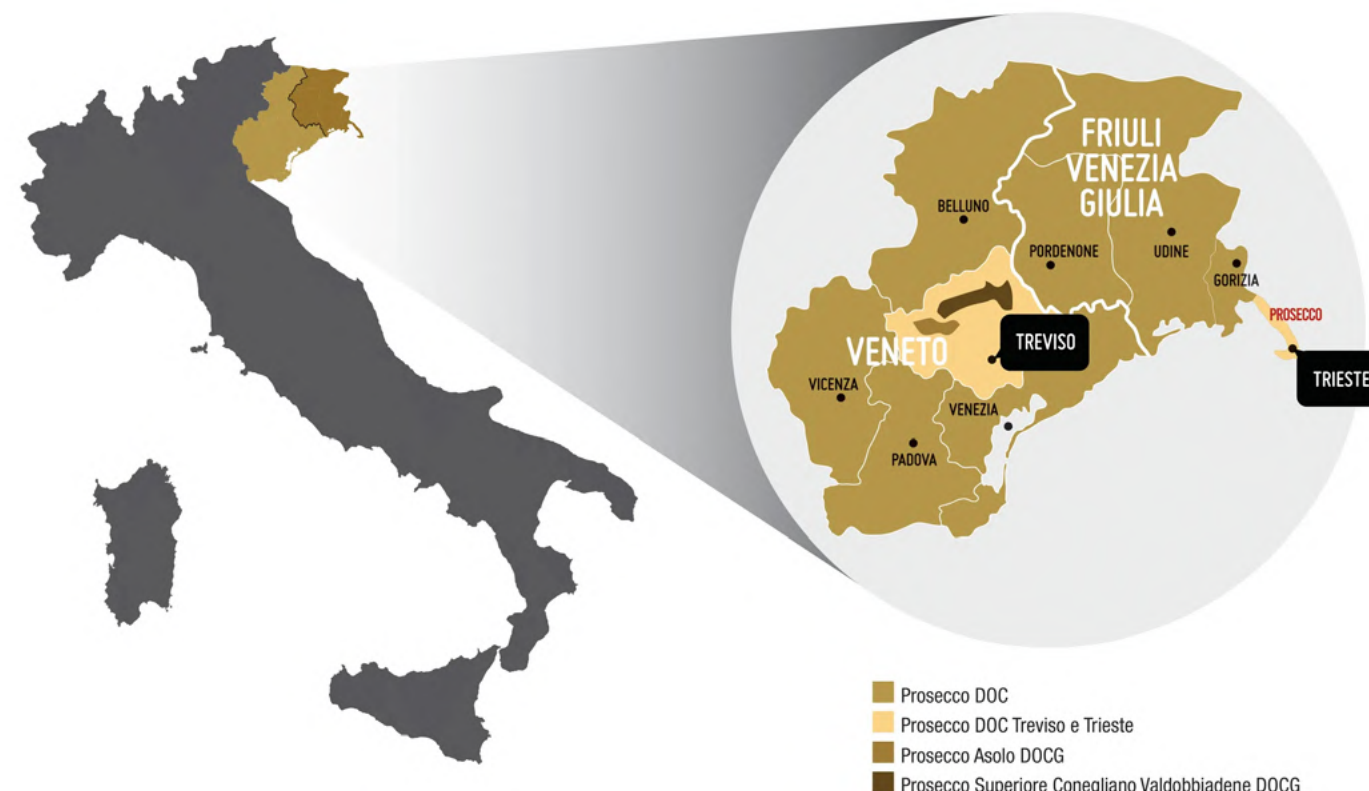 FRIULI
VENEZIA
GIULIA
BELLUNO
PORDENONE
UDINE
GORIZIA
PROSECCO
TREVISO
VENETO
TRIESTE
VICENZA
VENEZIA
PADOVA
Prosecco DOC
Prosecco DOC Treviso e Trieste
Prosecco Asolo DOCG
Prosecco Superiore Conegliano Valdobbiadene DOCG